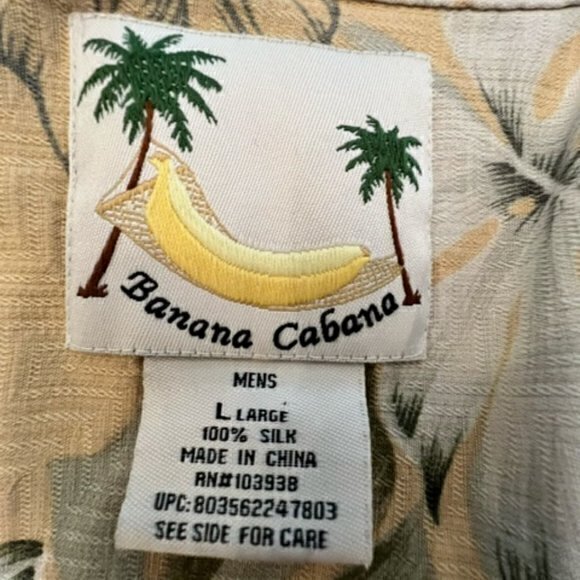 Banana Cabana
MENS
L LARGE
100% SILK
MADE IN CHINA
RN#103938
UPC: 803562247803
SEE SIDE FOR CARE